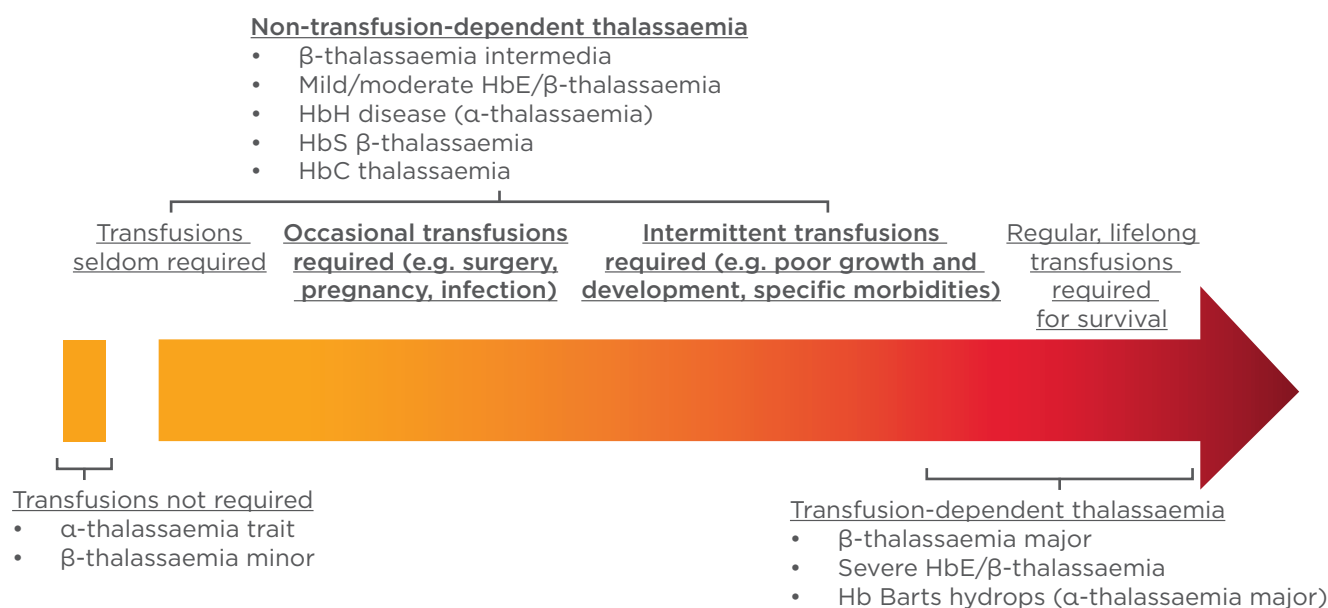 Non-transfusion-dependent thalassaemia
• β-thalassaemia intermedia
• Mild/moderate HbE/β-thalassaemia
• HbH disease (α-thalassaemia)
• HbS β-thalassaemia
• HbC thalassaemia
Transfusions
seldom required
Occasional transfusions
required (e.g. surgery,
pregnancy, infection)
Intermittent transfusions
required (e.g. poor growth and
development, specific morbidities)
Regular, lifelong
transfusions
required
for survival
Transfusions not required
• α-thalassaemia trait
• β-thalassaemia minor
Transfusion-dependent thalassaemia
• β-thalassaemia major
• Severe HbE/β-thalassaemia
• Hb Barts hydrops (α-thalassaemia major)